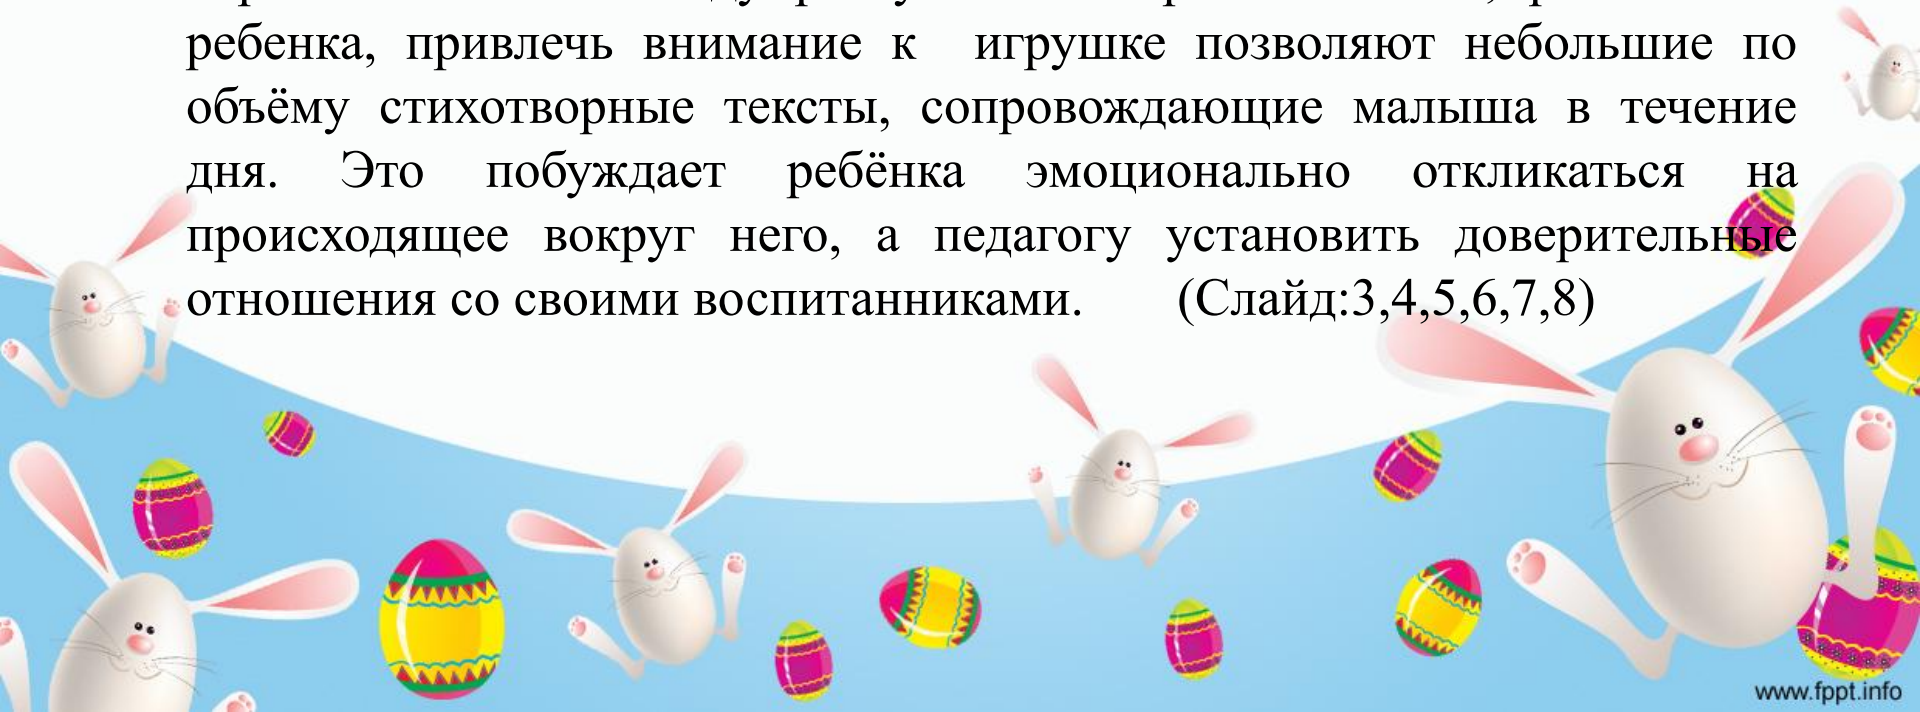 ребенка, привлечь внимание к игрушке позволяют небольшие по
объёму стихотворные тексты, сопровождающие малыша в течение
дня. Это побуждает ребёнка эмоционально откликаться на
происходящее вокруг него, а педагогу установить доверительные
отношения со своими воспитанниками. (Слайд:3,4,5,6,7,8)
www.fppt.info